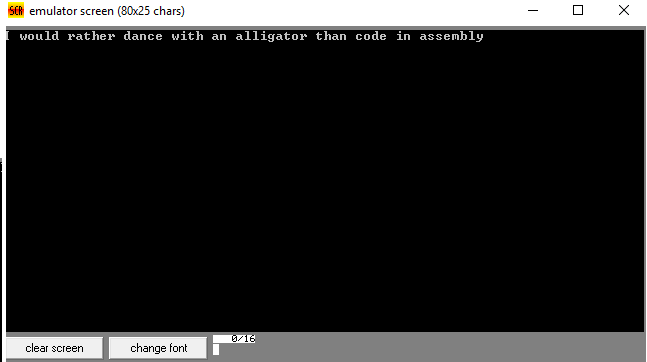 SCR
emulator screen (80x25 chars)
I would rather dance with an alligator than code in assembly
clear screen
change font
0/16